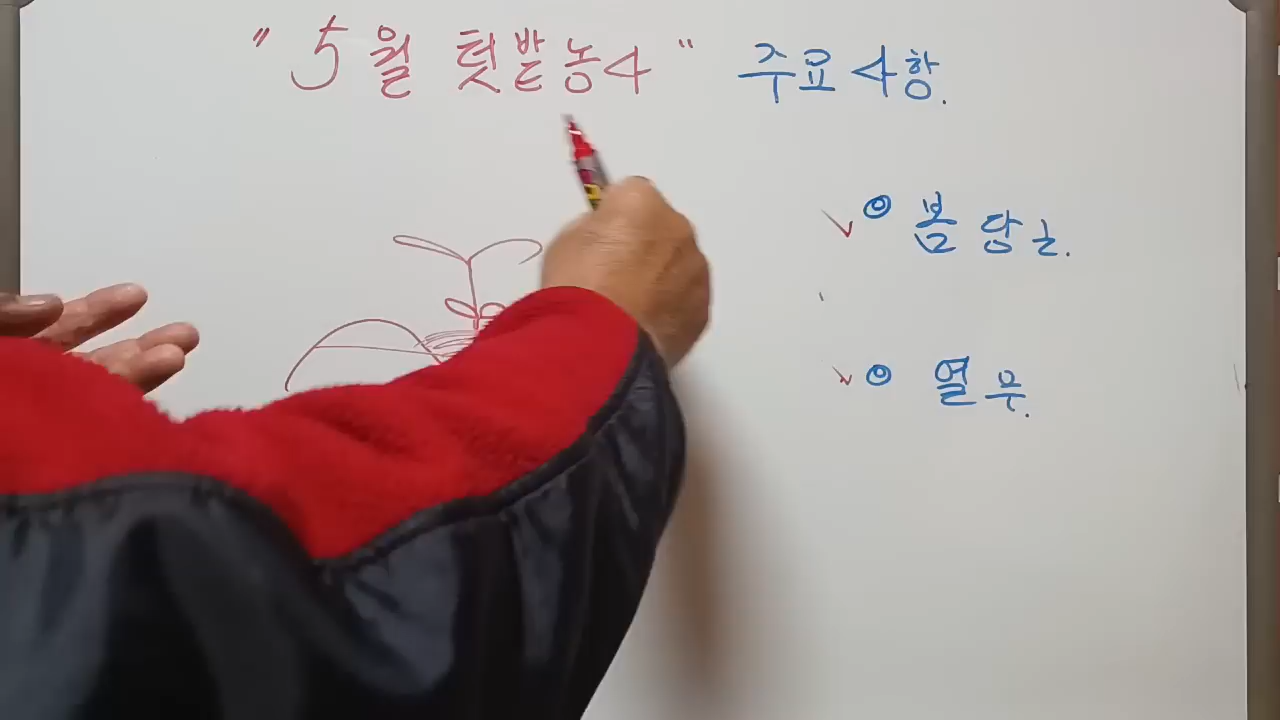 " 5월 텃밭농사 " 주요 사항.
◎ 봄 당근.
◎ 열무.